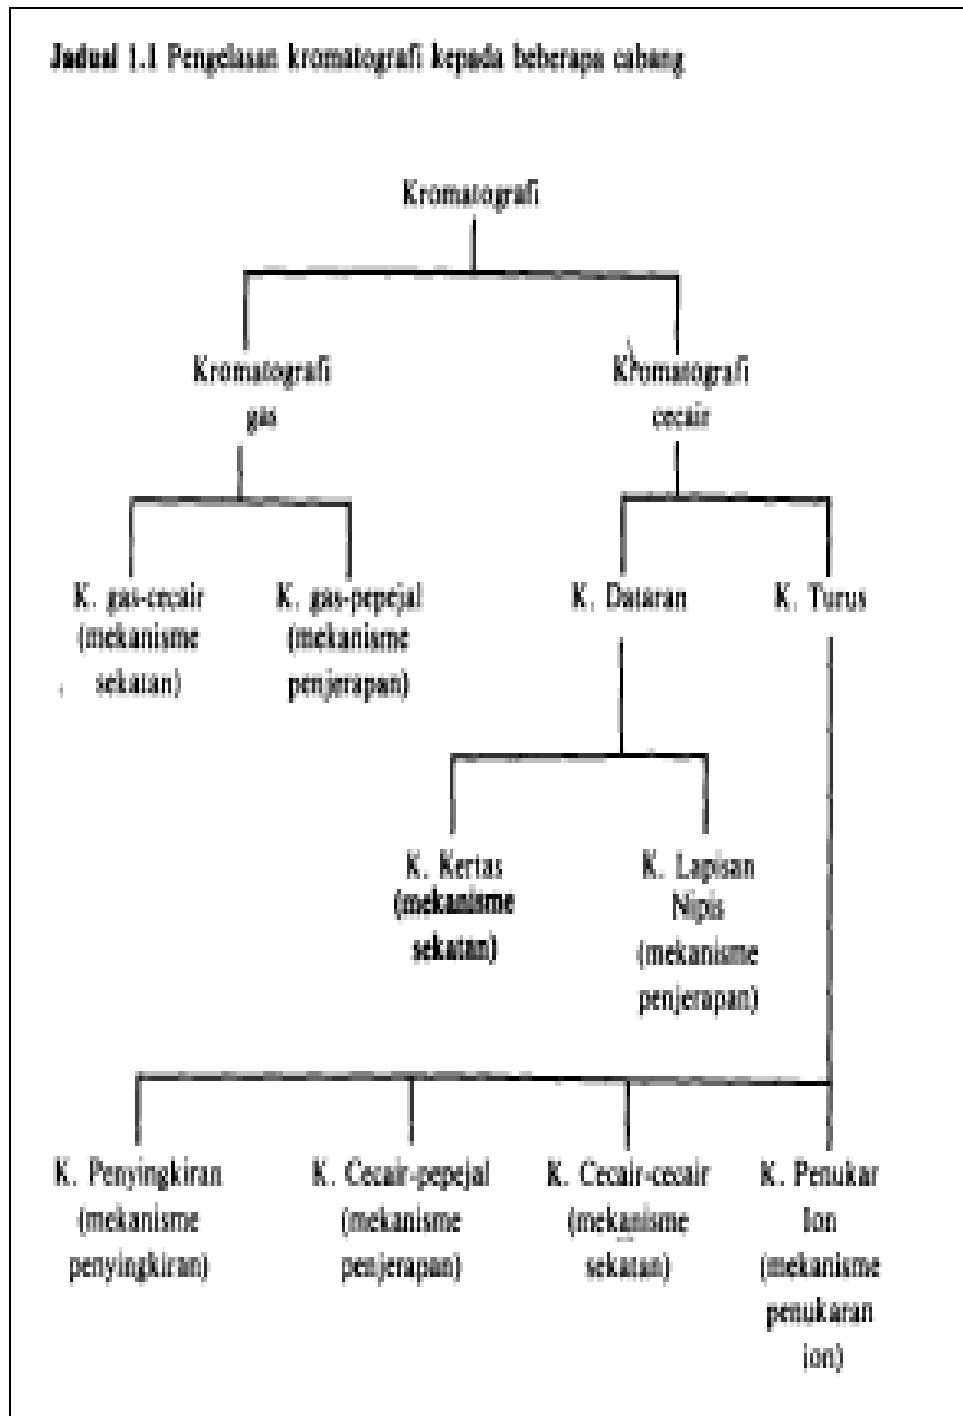 Jadual 1.1 Pengelasan kromatografi kepada beberapa cabang
Kromatografi
Kromatografi
gas
Kromatografi
cecair
K. gas-cecair
(mekanisme
sekatan)
K. gas-pepejal
(mekanisme
penjerapan)
K. Dataran
K. Turus
K. Kertas
(mekanisme
sekatan)
K. Lapisan
Nipis
(mekanisme
penjerapan)
K. Penyingkiran
(mekanisme
penyingkiran)
K. Cecair-pepejal
(mekanisme
penjerapan)
K. Cecair-cecair
(mekanisme
sekatan)
K. Penukar
Ion
(mekanisme
penukaran
ion)